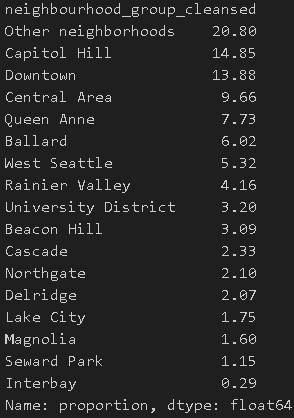 neighbourhood_group_cleansed
Other neighborhoods    20.80
Capitol Hill           14.85
Downtown               13.88
Central Area            9.66
Queen Anne              7.73
Ballard                 6.02
West Seattle            5.32
Rainier Valley          4.16
University District     3.20
Beacon Hill             3.09
Cascade                 2.33
Northgate               2.10
Delridge                2.07
Lake City               1.75
Magnolia                1.60
Seward Park             1.15
Interbay                0.29
Name: proportion, dtype: float64